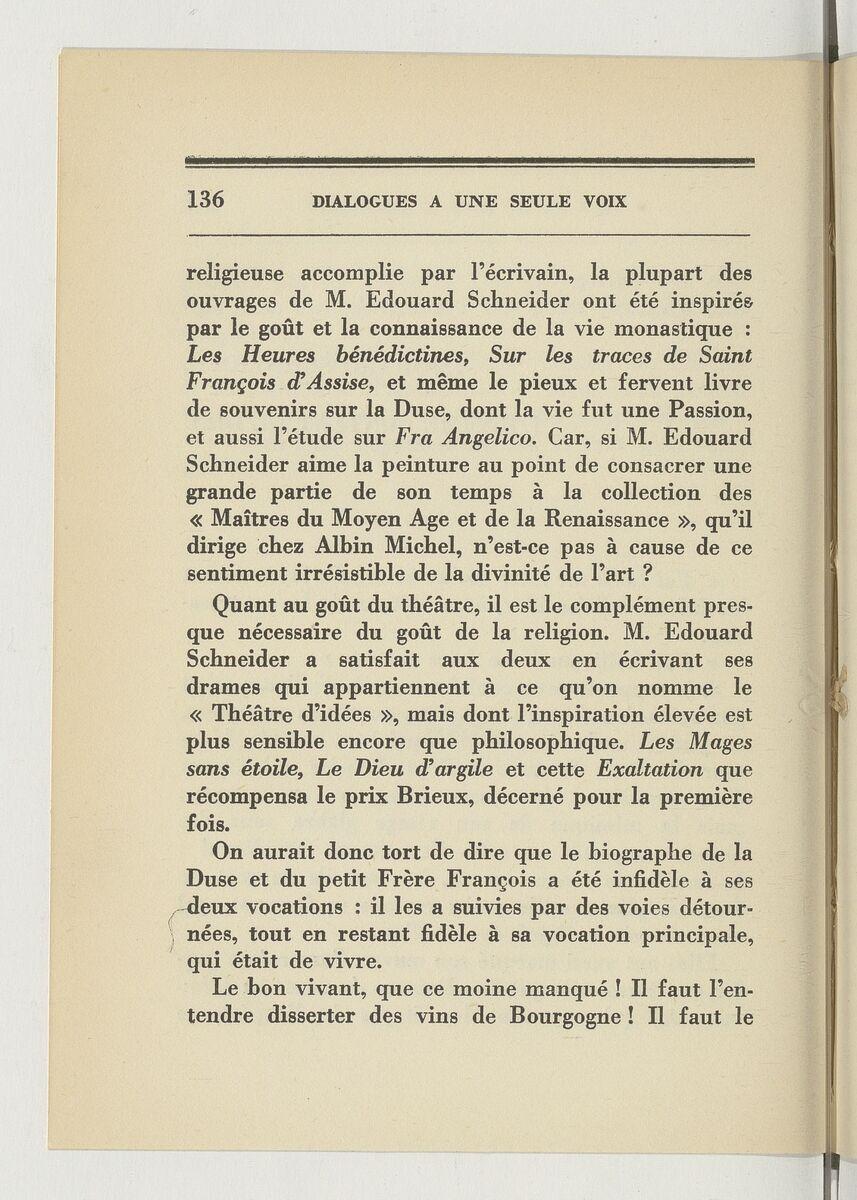 136 DIALOGUES A UNE SEULE VOIX
religieuse accomplie par l'écrivain, la plupart des
ouvrages de M. Edouard Schneider ont été inspirés
par le goût et la connaissance de la vie monastique :
Les Heures bénédictines, Sur les traces de Saint
François d'Assise, et même le pieux et fervent livre
de souvenirs sur la Duse, dont la vie fut une Passion,
et aussi l'étude sur Fra Angelico. Car, si M. Edouard
Schneider aime la peinture au point de consacrer une
grande partie de son temps à la collection des
« Maîtres du Moyen Age et de la Renaissance », qu'il
dirige chez Albin Michel, n'est-ce pas à cause de ce
sentiment irrésistible de la divinité de l'art ?
Quant au goût du théâtre, il est le complément pres-
que nécessaire du goût de la religion. M. Edouard
Schneider a satisfait aux deux en écrivant ses
drames qui appartiennent à ce qu'on nomme le
« Théâtre d'idées », mais dont l'inspiration élevée est
plus sensible encore que philosophique. Les Mages
sans étoile, Le Dieu d'argile et cette Exaltation que
récompensa le prix Brieux, décerné pour la première
fois.
On aurait donc tort de dire que le biographe de la
Duse et du petit Frère François a été infidèle à ses
deux vocations : il les a suivies par des voies détour-
nées, tout en restant fidèle à sa vocation principale,
qui était de vivre.
Le bon vivant, que ce moine manqué ! Il faut l'en-
tendre disserter des vins de Bourgogne ! Il faut le